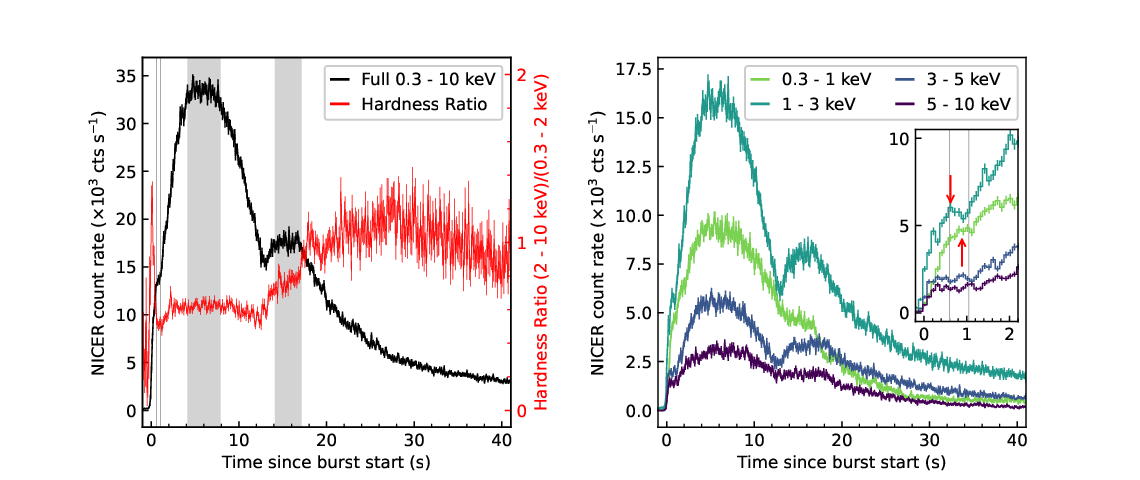 35
30
25
20
15
10
5
0
NICER count rate (×10³ cts s⁻¹)
Full 0.3 - 10 keV
Hardness Ratio
2
1
0
Hardness Ratio (2 - 10 keV)/(0.3 - 2 keV)
0 10 20 30 40
Time since burst start (s)
17.5
15.0
12.5
10.0
7.5
5.0
2.5
0.0
NICER count rate (×10³ cts s⁻¹)
0.3 - 1 keV
1 - 3 keV
3 - 5 keV
5 - 10 keV
10
5
0
0 1 2
0 10 20 30 40
Time since burst start (s)